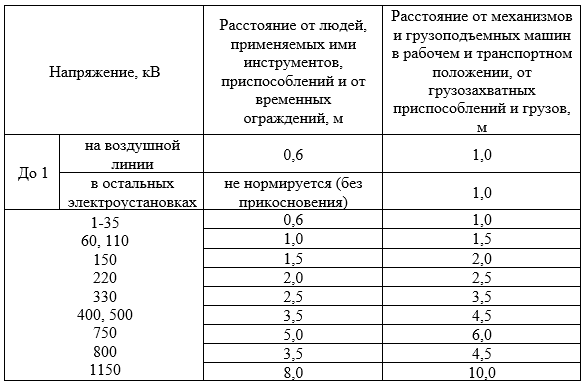 Напряжение, кВ
Расстояние от людей,
применяемых ими
инструментов,
приспособлений и от
временных
ограждений, м
Расстояние от механизмов
и грузоподъемных машин
в рабочем и транспортном
положении, от
грузозахватных
приспособлений и грузов,
м
До 1
на воздушной
линии
0,6
1,0
в остальных
электроустановках
не нормируется (без
прикосновения)
1,0
1-35
0,6
1,0
60, 110
1,0
1,5
150
1,5
2,0
220
2,0
2,5
330
2,5
3,5
400, 500
3,5
4,5
750
5,0
6,0
800
3,5
4,5
1150
8,0
10,0